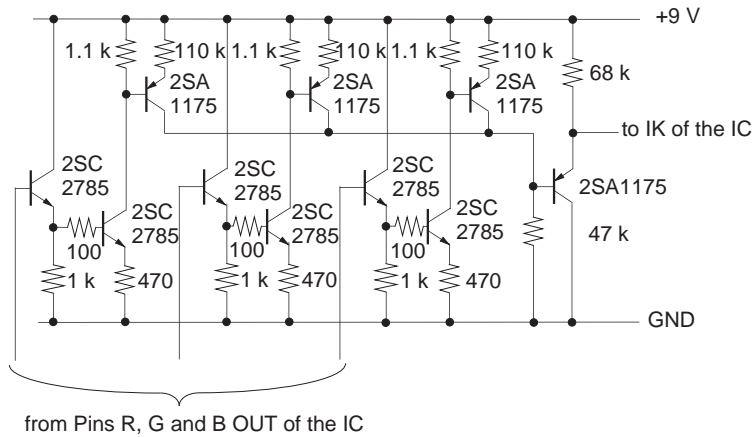 +9 V
1.1 k
110 k
1.1 k
110 k
1.1 k
110 k
68 k
2SA
1175
2SA
1175
2SA
1175
to IK of the IC
2SC
2785
2SC
2785
2SC
2785
2SA1175
2SC
2785
2SC
2785
2SC
2785
47 k
100
100
100
1 k
470
1 k
470
1 k
470
GND
from Pins R, G and B OUT of the IC